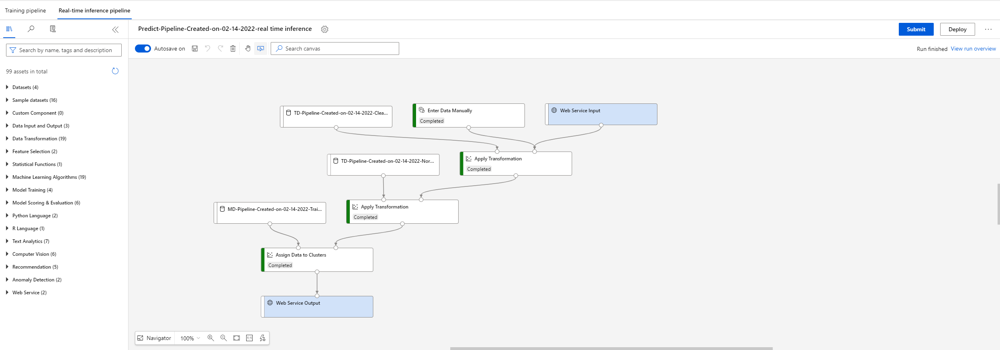 Training pipeline
Real-time inference pipeline
Predict-Pipeline-Created-on-02-14-2022-real time inference
Submit
Deploy
Search by name, tags and description
Autosave on
Search canvas
Run finished
View run overview
99 assets in total
Datasets (4)
Sample datasets (16)
Custom Component (0)
Data Input and Output (3)
Data Transformation (19)
Feature Selection (2)
Statistical Functions (1)
Machine Learning Algorithms (19)
Model Training (4)
Model Scoring & Evaluation (6)
Python Language (2)
R Language (1)
Text Analytics (7)
Computer Vision (6)
Recommendation (5)
Anomaly Detection (2)
Web Service (2)
TD-Pipeline-Created-on-02-14-2022-Clea...
Enter Data Manually
Completed
Web Service Input
TD-Pipeline-Created-on-02-14-2022-Nor...
Apply Transformation
Completed
MD-Pipeline-Created-on-02-14-2022-Trai...
Apply Transformation
Completed
Assign Data to Clusters
Completed
Web Service Output
Navigator
100%
1:1